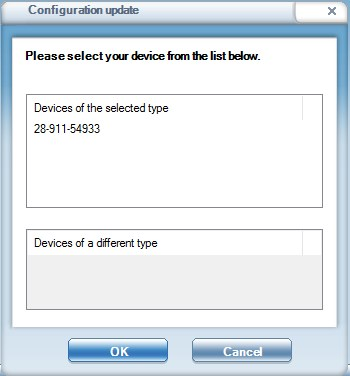 Configuration update
Please select your device from the list below.
Devices of the selected type
28-911-54933
Devices of a different type
OK
Cancel